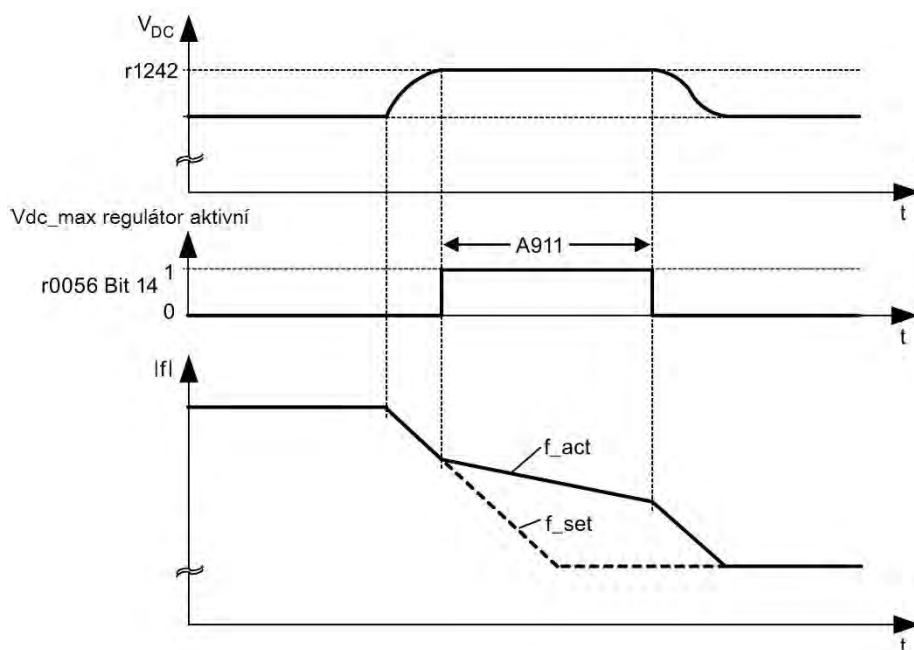 V_DC
r1242
t
Vdc_max regulátor aktivní
A911
1
r0056 Bit 14
0
t
|f|
f_act
f_set
t